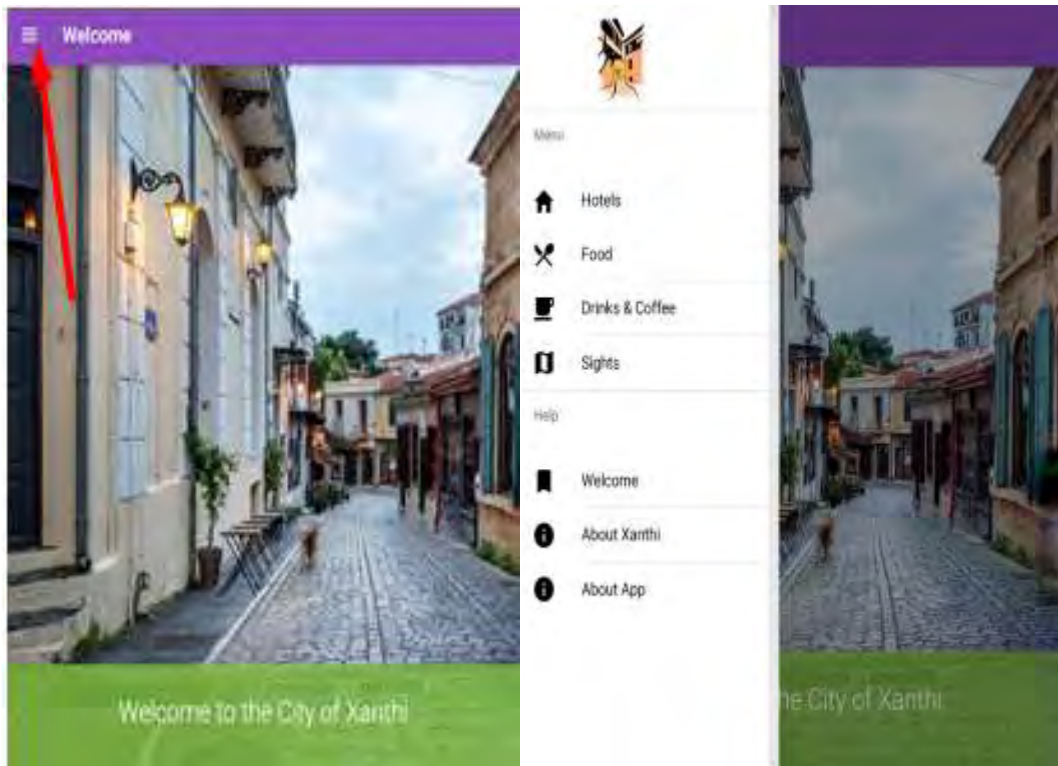 Welcome
Welcome to the City of Xanthi
Menu
Hotels
Food
Drinks & Coffee
Sights
Help
Welcome
About Xanthi
About App
he City of Xanthi